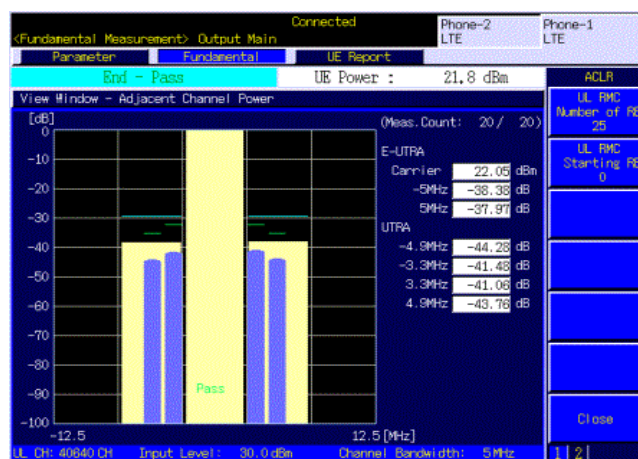 Connected
Phone-2
LTE
Phone-1
LTE
<Fundamental Measurement> Output Main
Parameter
Fundamental
UE Report
End - Pass
UE Power :
21.8 dBm
ACLR
View Window - Adjacent Channel Power
UL RMC
Number of RB
25
UL RMC
Starting RB
0
Close
1 2
[dB]
0
-10
-20
-30
-40
-50
-60
-70
-80
-90
-100
Pass
-12.5
12.5[MHz]
(Meas.Count: 20/ 20)
E-UTRA
Carrier 22.05 dBm
-5MHz -38.38 dB
5MHz -37.97 dB
UTRA
-4.9MHz -44.28 dB
-3.3MHz -41.48 dB
3.3MHz -41.06 dB
4.9MHz -43.76 dB
UL CH: 40640 CH Input Level: 30.0 dBm Channel Bandwidth: 5MHz